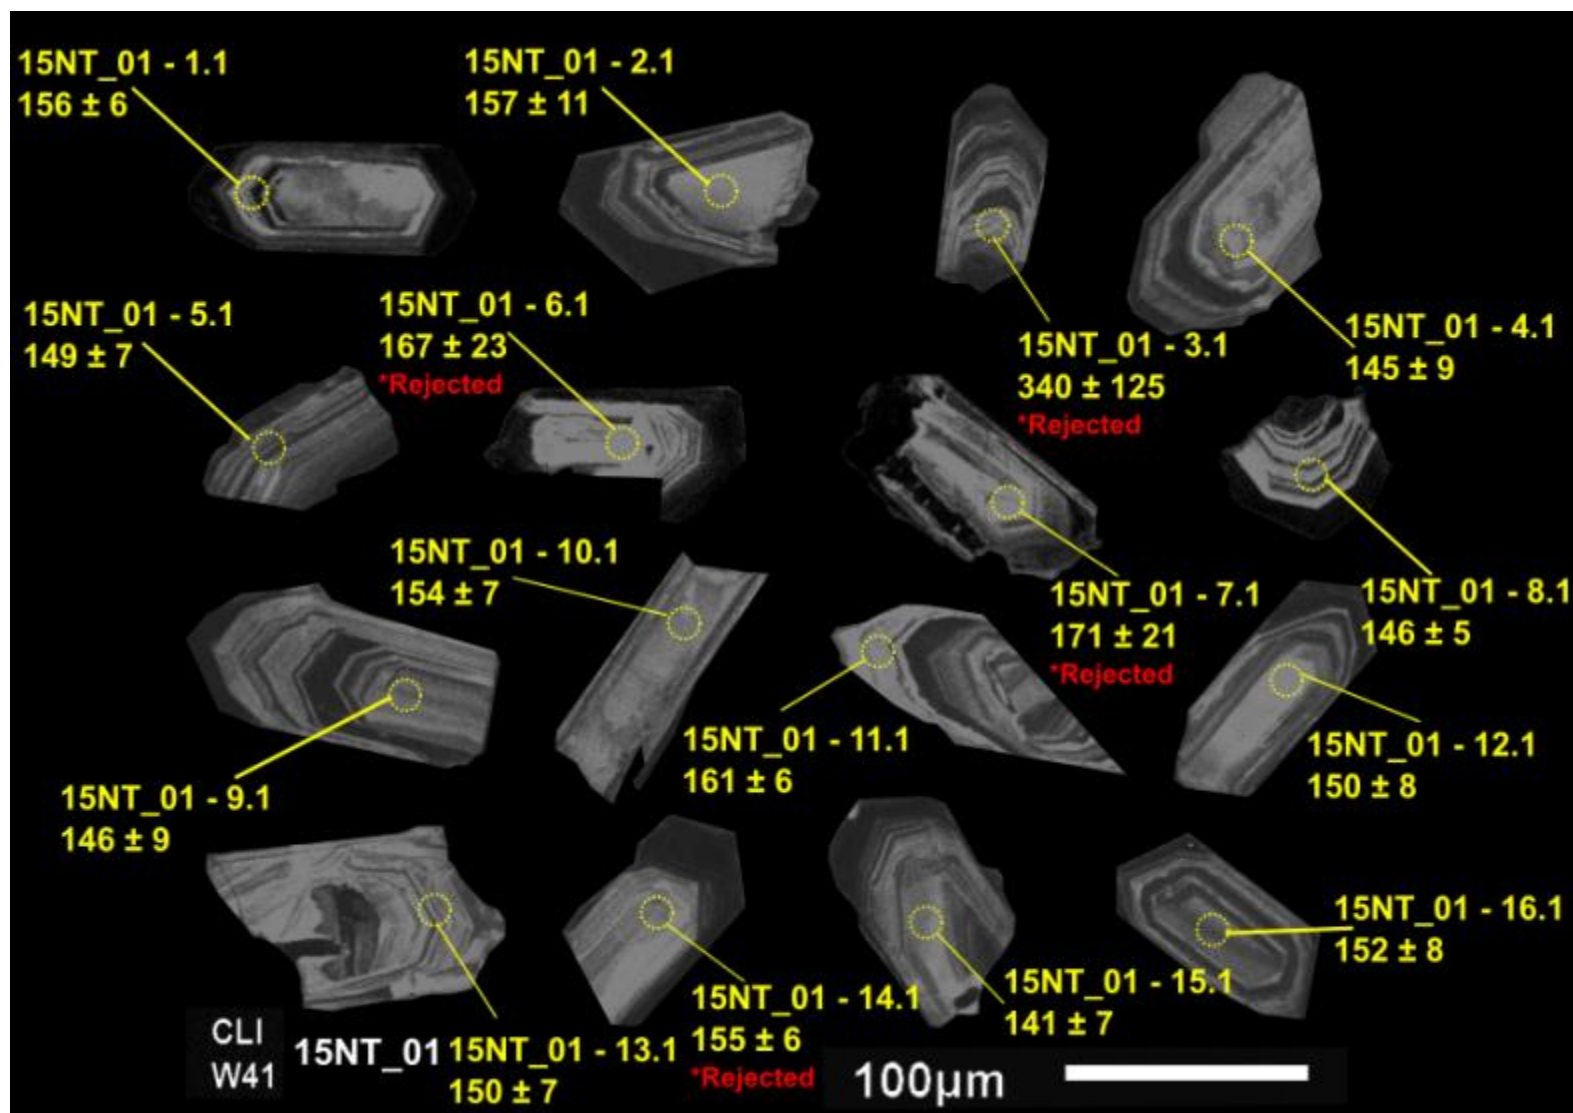 15NT_01 - 1.1
156 ± 6
15NT_01 - 2.1
157 ± 11
15NT_01 - 3.1
340 ± 125
*Rejected
15NT_01 - 4.1
145 ± 9
15NT_01 - 5.1
149 ± 7
15NT_01 - 6.1
167 ± 23
*Rejected
15NT_01 - 7.1
171 ± 21
*Rejected
15NT_01 - 8.1
146 ± 5
15NT_01 - 9.1
146 ± 9
15NT_01 - 10.1
154 ± 7
15NT_01 - 11.1
161 ± 6
15NT_01 - 12.1
150 ± 8
15NT_01 - 13.1
150 ± 7
15NT_01 - 14.1
155 ± 6
*Rejected
15NT_01 - 15.1
141 ± 7
15NT_01 - 16.1
152 ± 8
CLI
W41
15NT_01
100µm